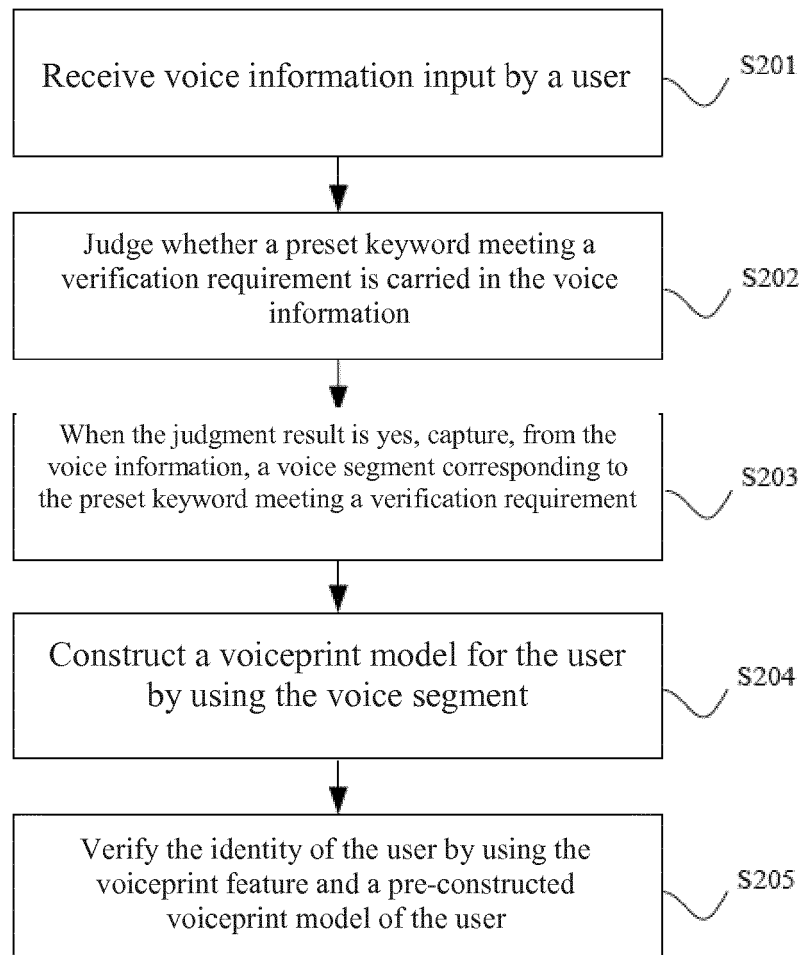 Receive voice information input by a user
S201
Judge whether a preset keyword meeting a
verification requirement is carried in the voice
information
S202
When the judgment result is yes, capture, from the
voice information, a voice segment corresponding to
the preset keyword meeting a verification requirement
S203
Construct a voiceprint model for the user
by using the voice segment
S204
Verify the identity of the user by using the
voiceprint feature and a pre-constructed
voiceprint model of the user
S205